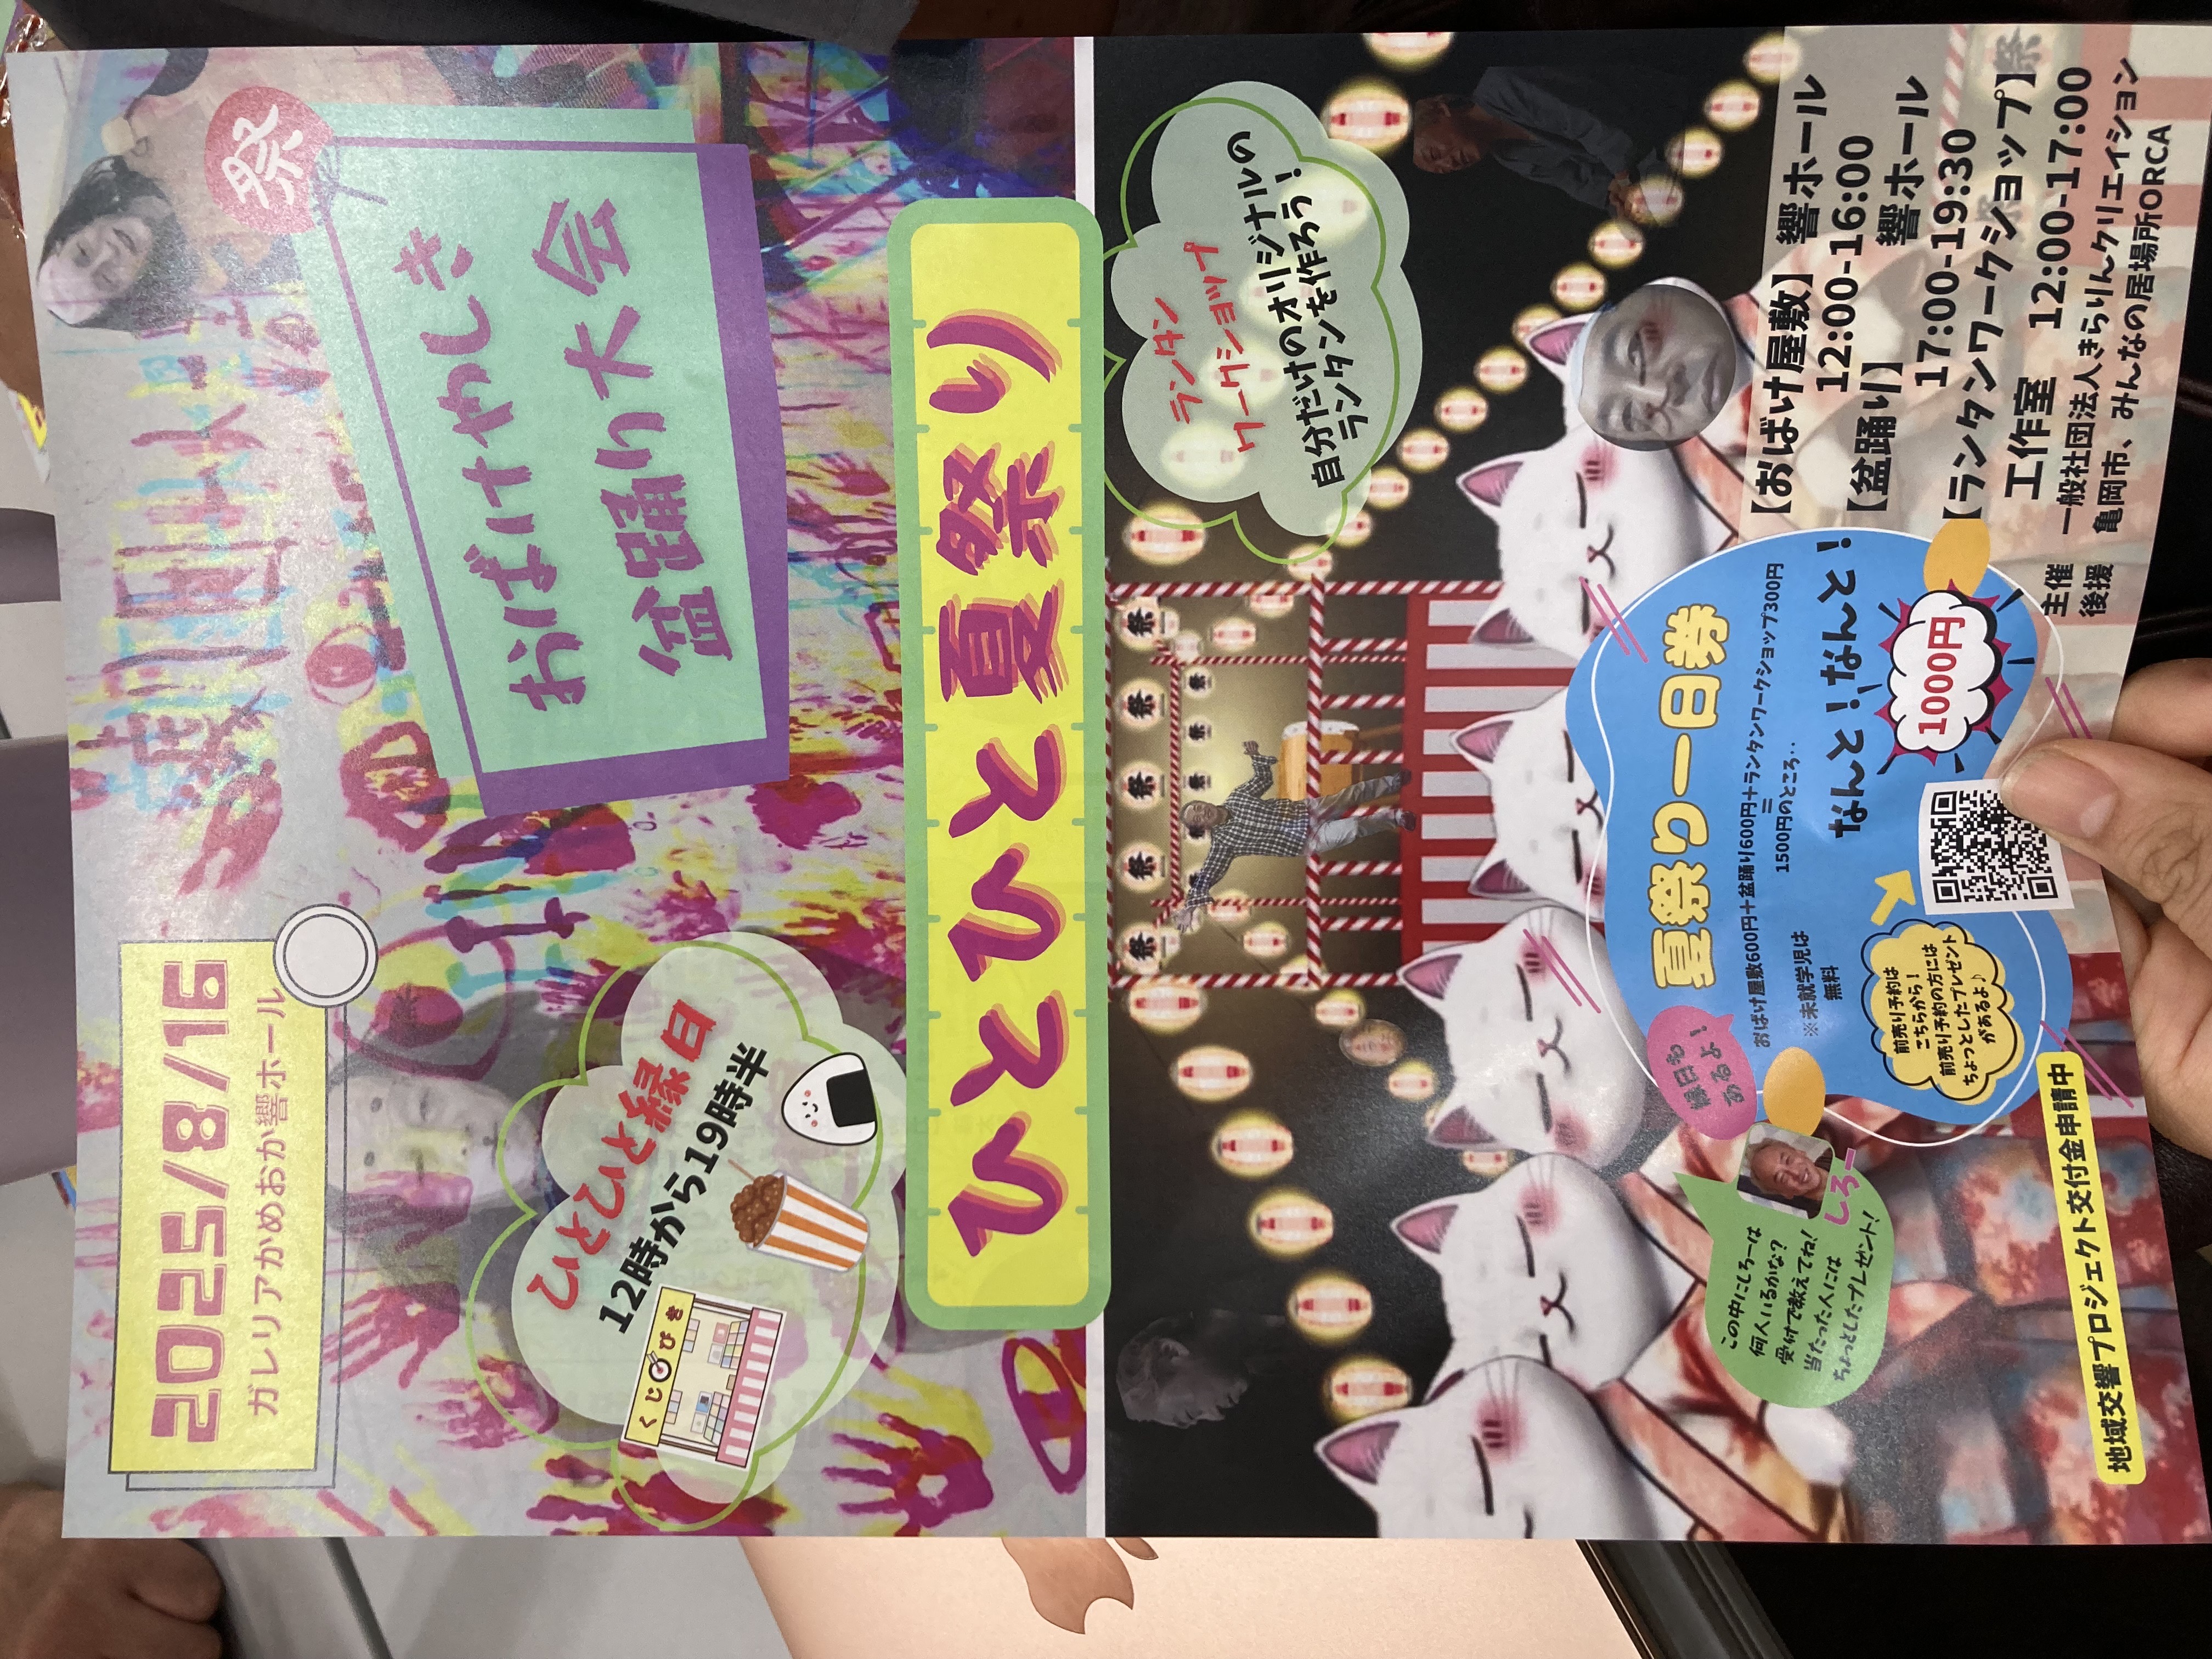 2025/8/16
ガレリアかめおか響ホール
祭
おばけやしき
盆踊り大会
ひとひと縁日
12時から19時半
くじびき
ひとひと夏祭り
祭 祭 祭 祭 祭
祭 祭 祭 祭
ランタン
ワークショップ
自分だけのオリジナルの
ランタンを作ろう！
縁日も
あるよ！
夏祭り一日券
おばけ屋敷600円＋盆踊り600円＋ランタンワークショップ300円
＝
1500円のところ‥
※未就学児は
無料
なんと！なんと！
1000円
前売り予約は
こちらから！
前売り予約の方には
ちょっとしたプレゼント
があるよ♪
この中にしろーは
何人いるかな？
受付で教えてね！
当たった人には
ちょっとしたプレゼント！
しろー
【おばけ屋敷】 響ホール
12:00-16:00
【盆踊り】 響ホール
17:00-19:30
【ランタンワークショップ】
工作室 12:00-17:00
主催 一般社団法人きらりんクリエイション
後援 亀岡市、みんなの居場所ORCA
地域交響プロジェクト交付金申請中